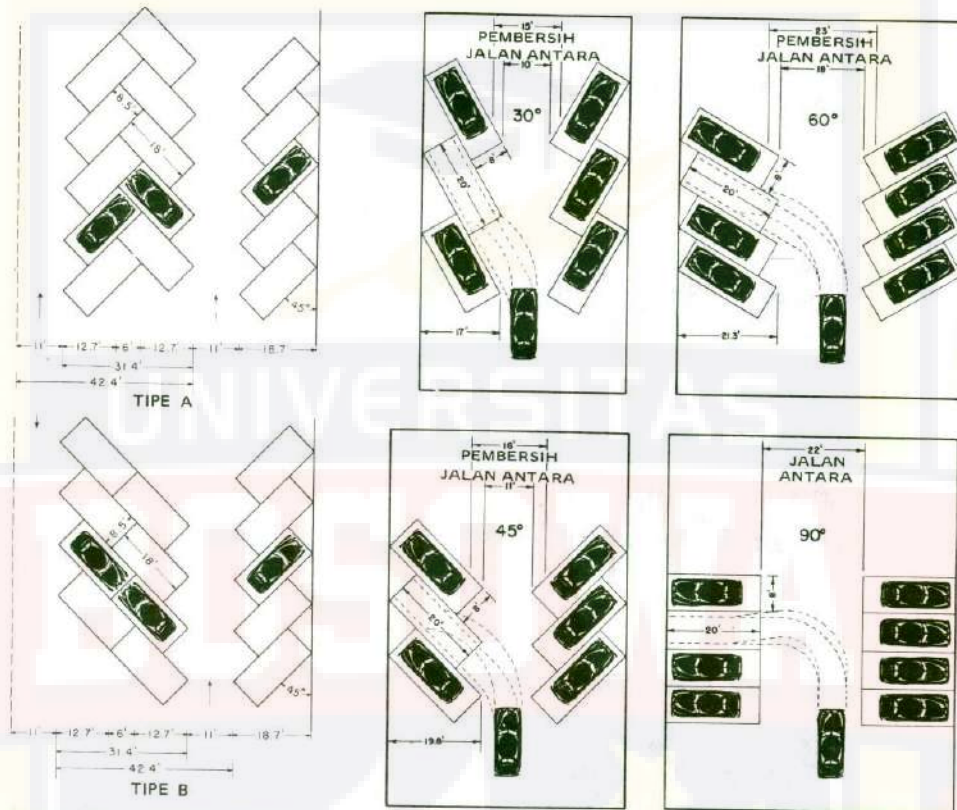 8.5'
18'
45°
11' 12.7' 6' 12.7' 11' 18.7'
31.4'
42.4'
TIPE A
15'
PEMBERSIH
JALAN ANTARA
10
30°
8'
20'
17'
23'
PEMBERSIH
JALAN ANTARA
18'
60°
8'
20'
21.3'
UNIVERSITAS
BOSOWA
8.5'
18'
45°
11' 12.7' 6' 12.7' 11' 18.7'
31.4'
42.4'
TIPE B
16'
PEMBERSIH
JALAN ANTARA
11'
45°
8'
20'
19.8'
22'
JALAN
ANTARA
90°
8'
20'